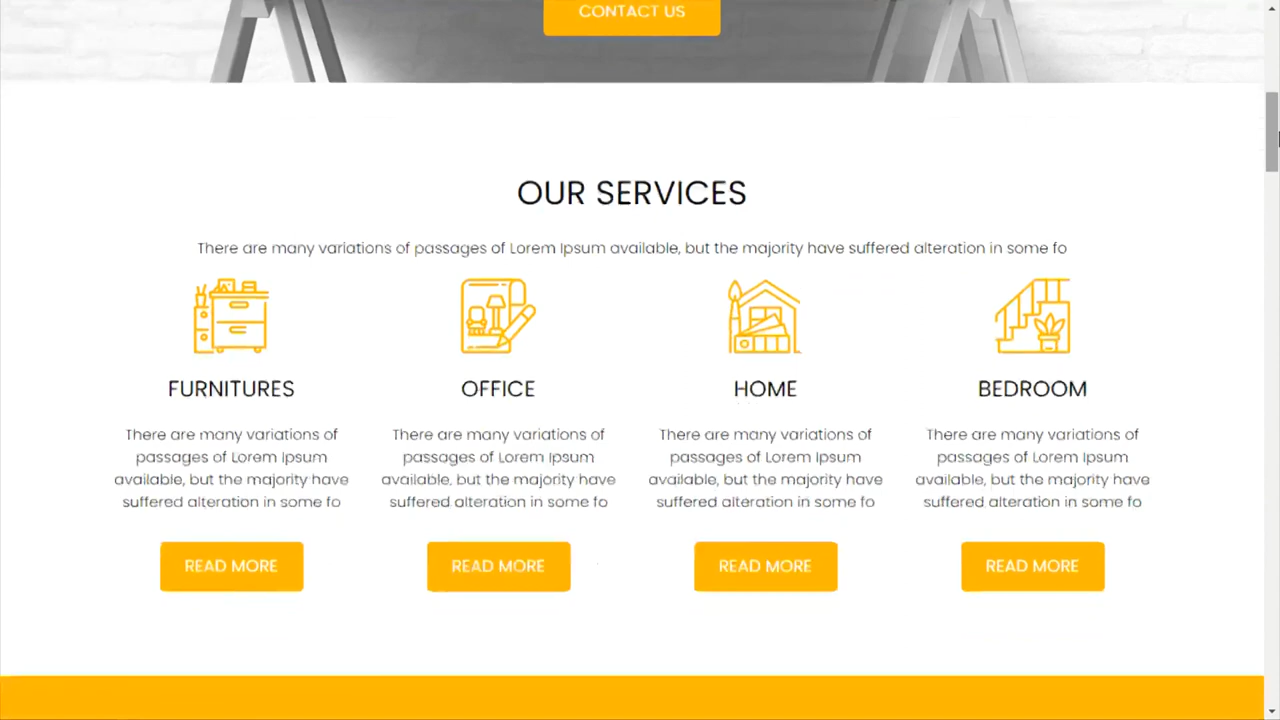 CONTACT US
OUR SERVICES
There are many variations of passages of Lorem Ipsum available, but the majority have suffered alteration in some fo
FURNITURES
There are many variations of
passages of Lorem Ipsum
available, but the majority have
suffered alteration in some fo
READ MORE
OFFICE
There are many variations of
passages of Lorem Ipsum
available, but the majority have
suffered alteration in some fo
READ MORE
HOME
There are many variations of
passages of Lorem Ipsum
available, but the majority have
suffered alteration in some fo
READ MORE
BEDROOM
There are many variations of
passages of Lorem Ipsum
available, but the majority have
suffered alteration in some fo
READ MORE